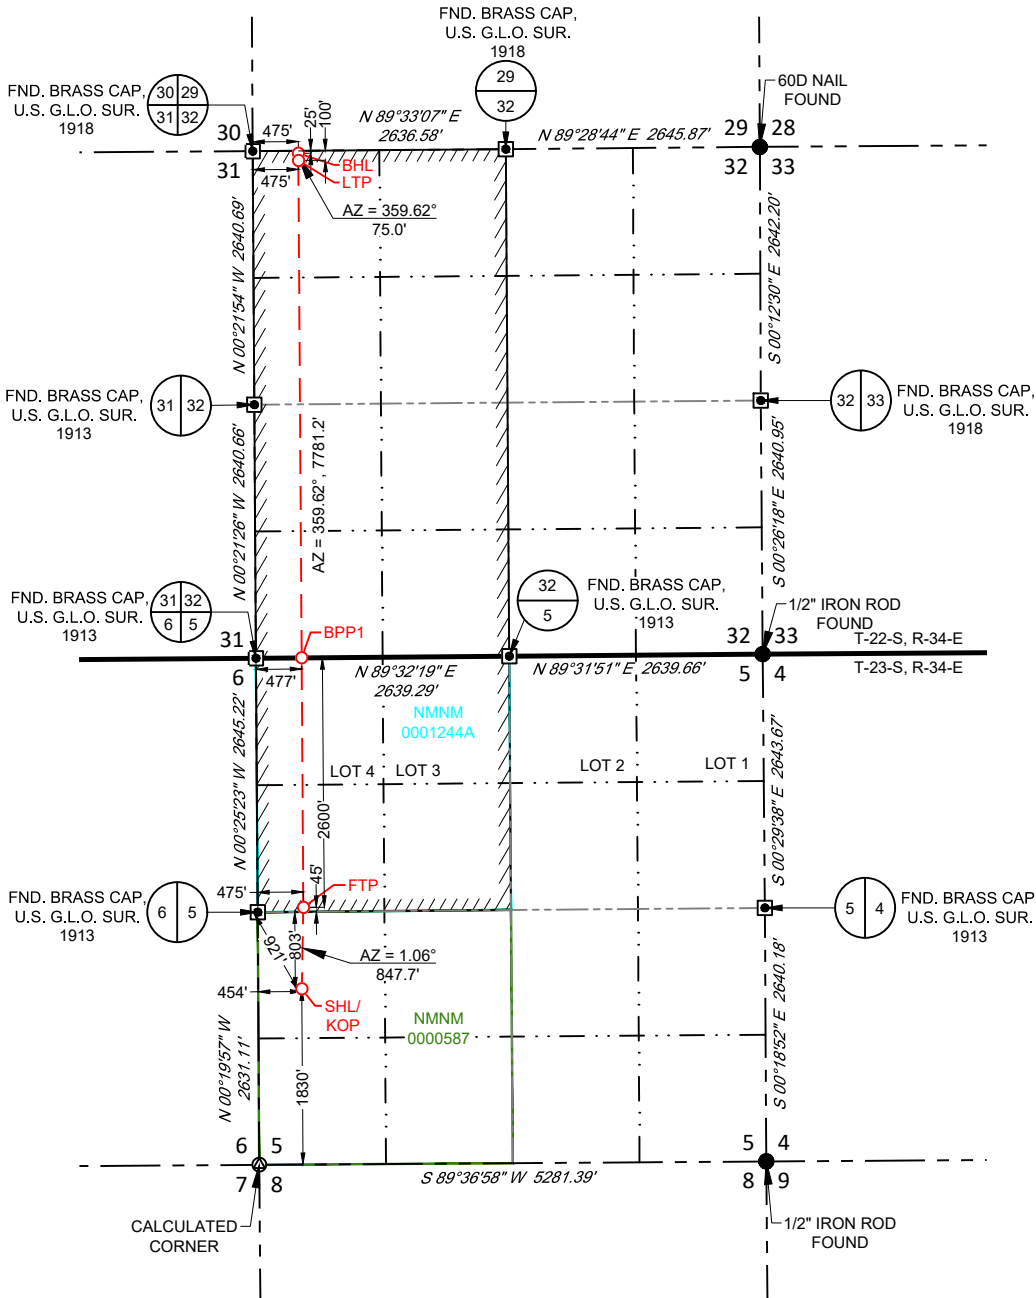 FND. BRASS CAP,
U.S. G.L.O. SUR.
1918
29
32
FND. BRASS CAP,
U.S. G.L.O. SUR.
1918
30 29
31 32
30
31
475'
25'
100'
N 89°33'07" E
2636.58'
N 89°28'44" E 2645.87'
60D NAIL
FOUND
29 28
32 33
475'
BHL
LTP
AZ = 359.62°
75.0'
N 00°21'54" W 2640.69'
S 00°12'30" E 2642.20'
FND. BRASS CAP,
U.S. G.L.O. SUR.
1913
31 32
32 33
FND. BRASS CAP,
U.S. G.L.O. SUR.
1918
N 00°21'26" W 2640.66'
AZ = 359.62°, 7781.2'
S 00°26'18" E 2640.95'
FND. BRASS CAP,
U.S. G.L.O. SUR.
1913
31 32
6 5
31
6
BPP1
32
5
FND. BRASS CAP,
U.S. G.L.O. SUR.
1913
1/2" IRON ROD
FOUND
32 33
5 4
T-22-S, R-34-E
T-23-S, R-34-E
477'
N 89°32'19" E
2639.29'
N 89°31'51" E 2639.66'
NMNM
0001244A
N 00°25'23" W 2645.22'
LOT 4
LOT 3
LOT 2
LOT 1
S 00°29'38" E 2643.67'
2600'
45'
475'
FTP
FND. BRASS CAP,
U.S. G.L.O. SUR.
1913
6 5
5 4
FND. BRASS CAP
U.S. G.L.O. SUR.
1913
921'
803'
AZ = 1.06°
847.7'
454'
SHL/
KOP
NMNM
0000587
N 00°19'57" W
2631.11'
1830'
S 00°18'52" E 2640.18'
6 5
7 8
5 4
8 9
S 89°36'58" W 5281.39'
CALCULATED
CORNER
1/2" IRON ROD
FOUND